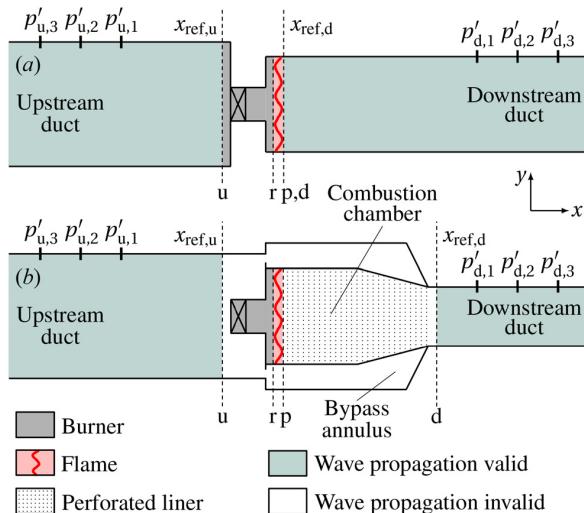 p′u,3 p′u,2 p′u,1 xref,u xref,d p′d,1 p′d,2 p′d,3
(a)
Upstream
duct
Downstream
duct
u r p,d
y
x
Combustion
chamber
p′u,3 p′u,2 p′u,1 xref,u xref,d p′d,1 p′d,2 p′d,3
(b)
Upstream
duct
Downstream
duct
u r p d
Bypass
annulus
Burner
Flame
Perforated liner
Wave propagation valid
Wave propagation invalid